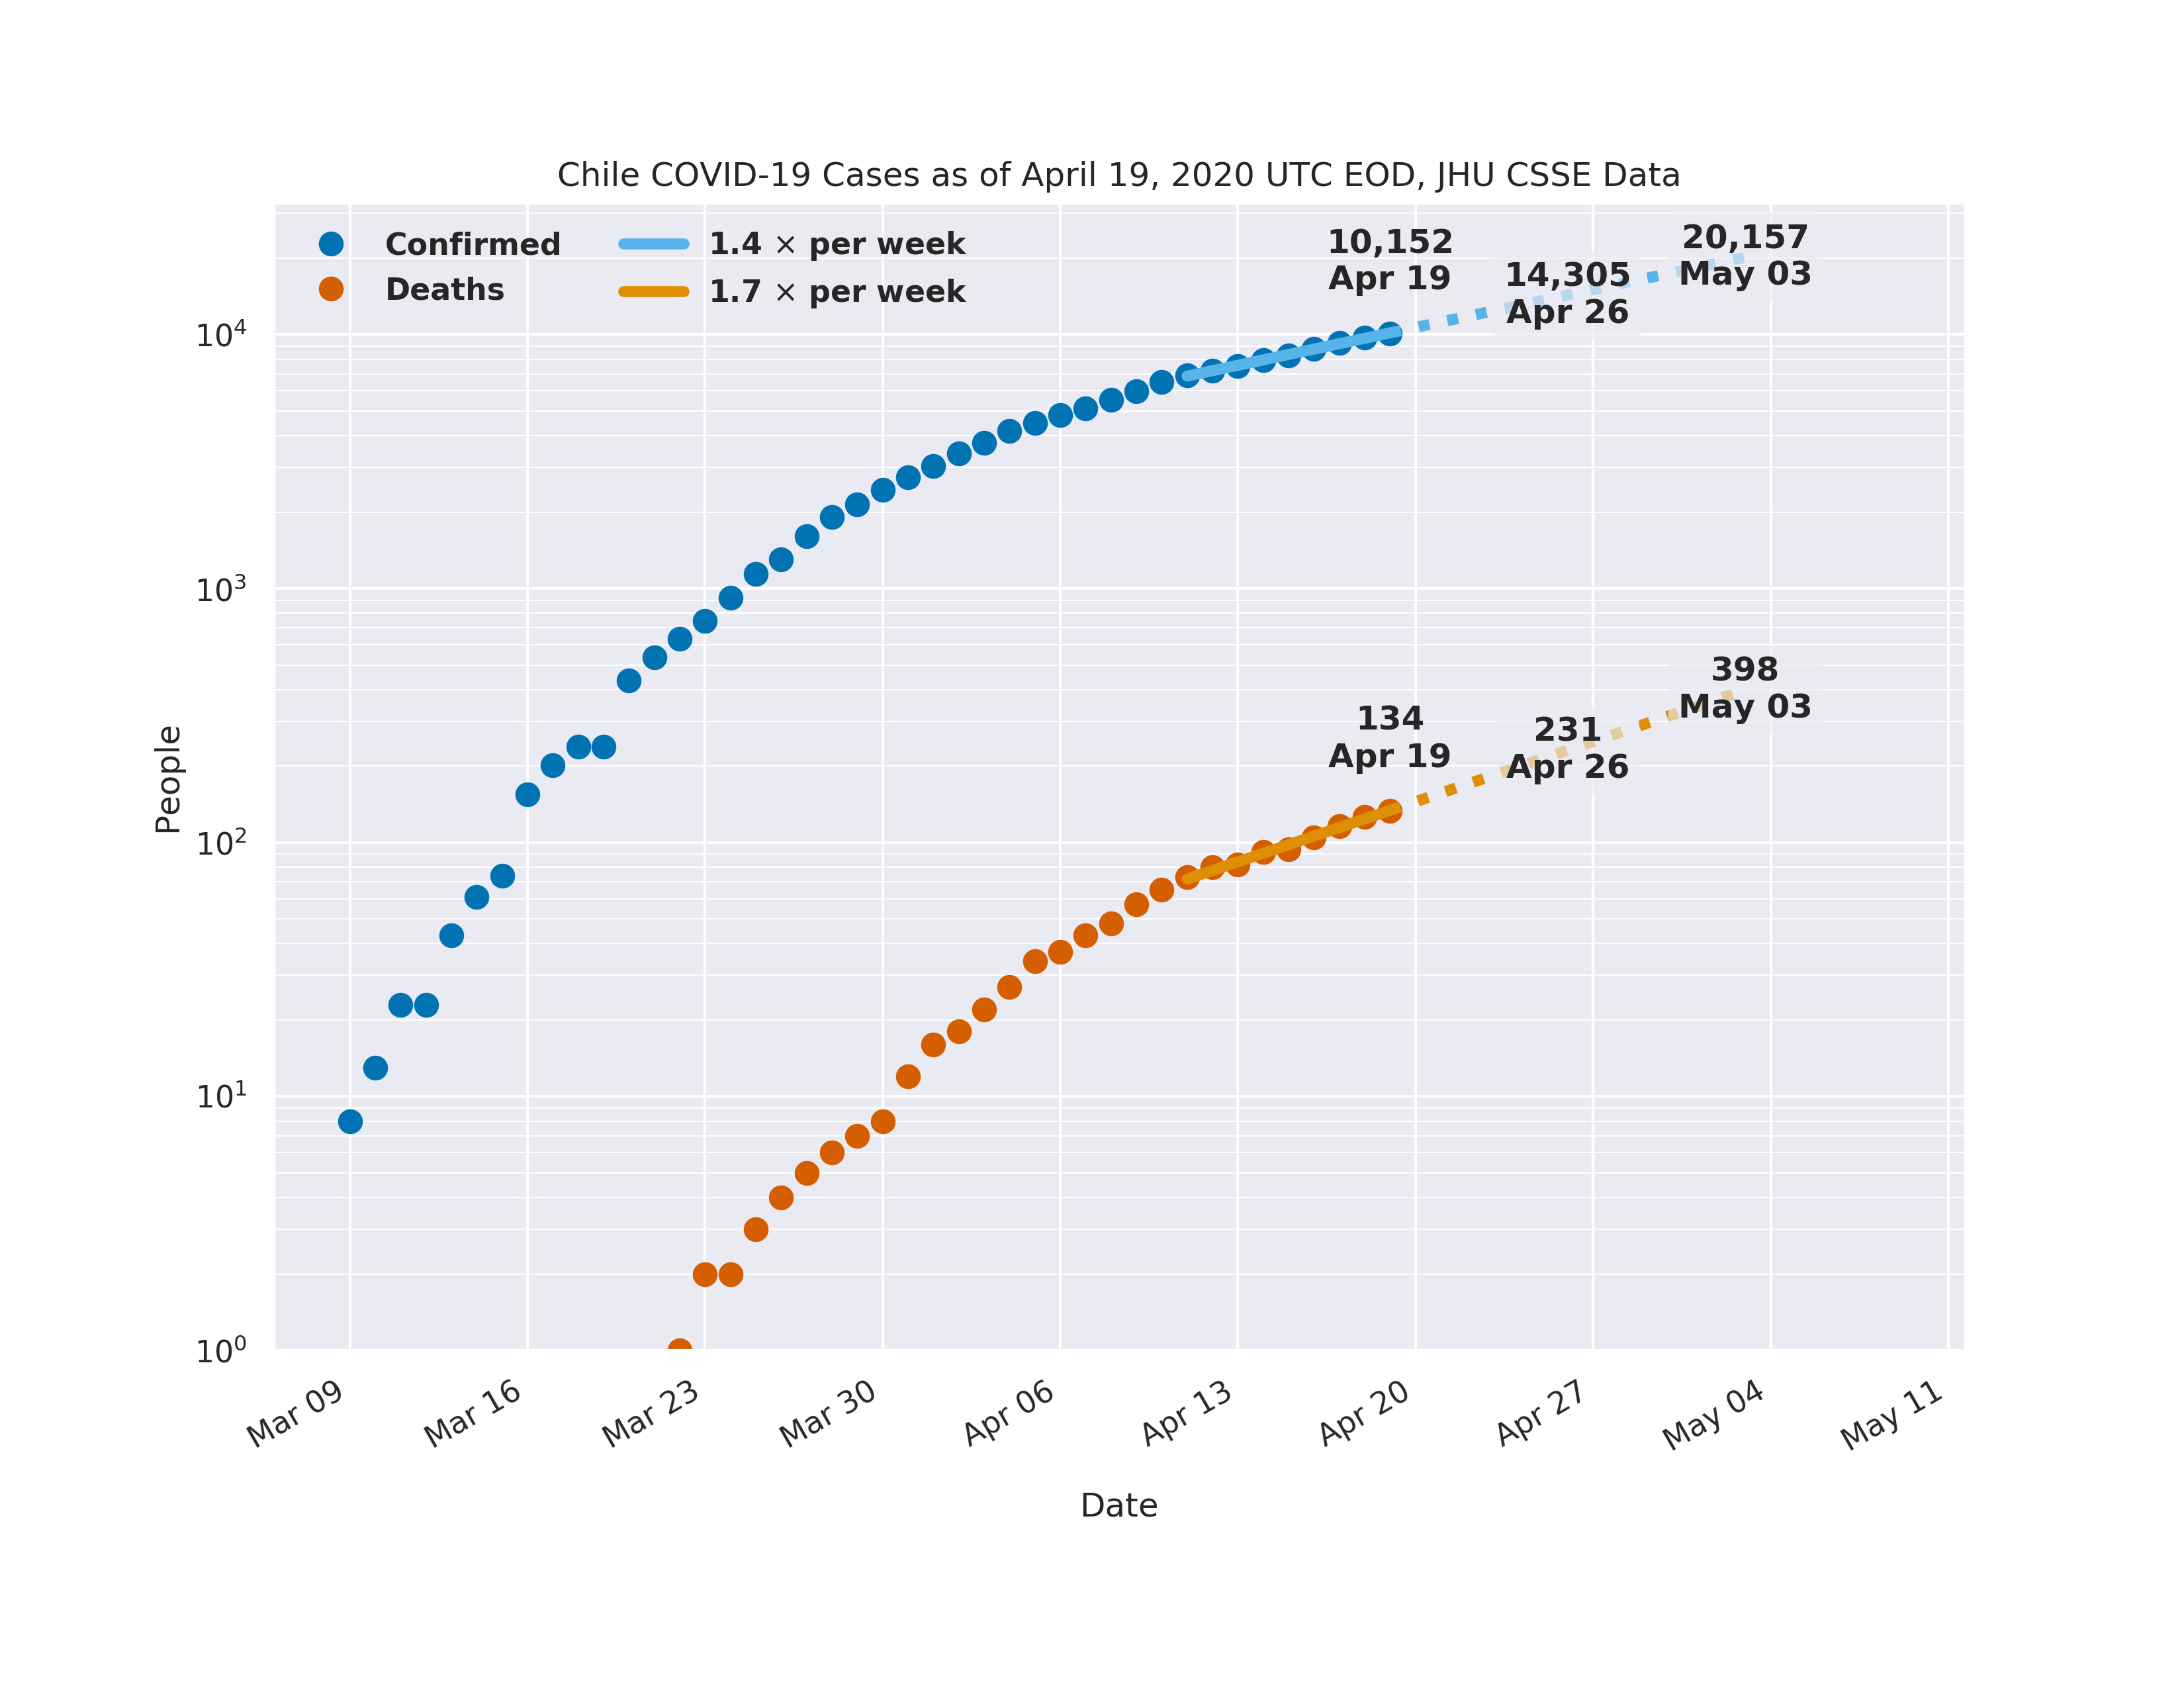 Chile COVID-19 Cases as of April 19, 2020 UTC EOD, JHU CSSE Data
Confirmed
Deaths
1.4 × per week
1.7 × per week
10,152
Apr 19
14,305
Apr 26
20,157
May 03
134
Apr 19
231
Apr 26
398
May 03
People
10⁴
10³
10²
10¹
10⁰
Mar 09
Mar 16
Mar 23
Mar 30
Apr 06
Apr 13
Apr 20
Apr 27
May 04
May 11
Date